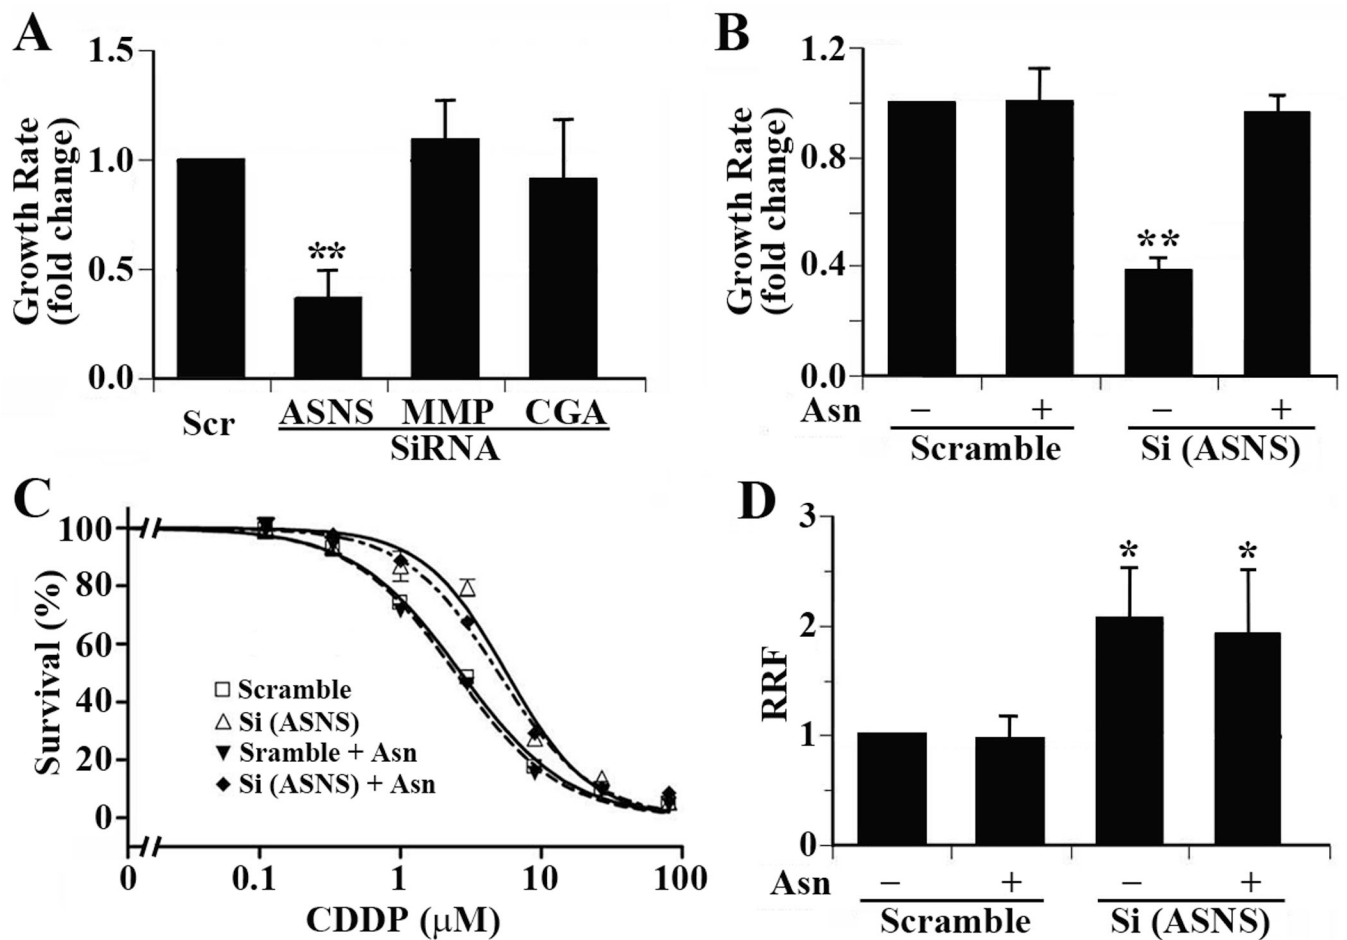 A
Growth Rate
(fold change)
1.5
1.0
0.5
0.0
**
Scr
ASNS MMP CGA
SiRNA
B
Growth Rate
(fold change)
1.2
0.8
0.4
0.0
**
Asn − + − +
Scramble Si (ASNS)
C
Survival (%)
100
80
60
40
20
0
Scramble
Si (ASNS)
Sramble + Asn
Si (ASNS) + Asn
0 0.1 1 10 100
CDDP (μM)
D
RRF
3
2
1
0
* *
Asn − + − +
Scramble Si (ASNS)